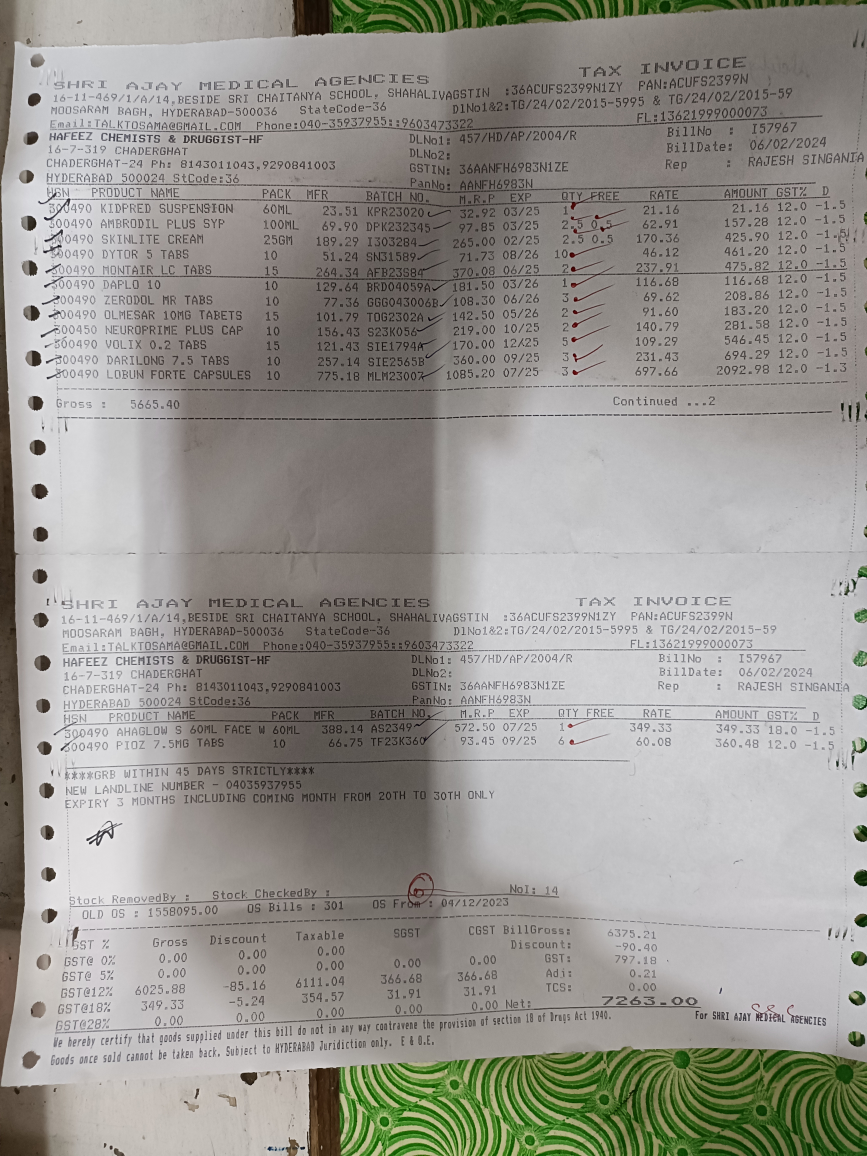 SHRI AJAY MEDICAL AGENCIES TAX INVOICE
16-11-469/1/A/14,BESIDE SRI CHAITANYA SCHOOL, SHAHALIVAGSTIN :36ACUFS2399N1ZY PAN:ACUFS2399N
MOOSARAM BAGH, HYDERABAD-500036 StateCode-36 DlNo1&2:TG/24/02/2015-5995 & TG/24/02/2015-59
Email:TALKTOSAMA@GMAIL.COM Phone:040-35937955::9603473322 FL:13621999000073
HAFEEZ CHEMISTS & DRUGGIST-HF DLNo1: 457/HD/AP/2004/R BillNo : I57967
16-7-319 CHADERGHAT DLNo2: BillDate: 06/02/2024
CHADERGHAT-24 Ph: 8143011043,9290841003 GSTIN: 36AANFH6983N1ZE Rep : RAJESH SINGANIA
HYDERABAD 500024 StCode:36 PanNo: AANFH6983N
HSN PRODUCT NAME PACK MFR BATCH NO. M.R.P EXP QTY FREE RATE AMOUNT GST% D
300490 KIDPRED SUSPENSION 60ML 23.51 KPR23020 32.92 03/25 1 21.16 21.16 12.0 -1.5
300490 AMBRODIL PLUS SYP 100ML 69.90 DPK232345 97.85 03/25 2.5 0.5 62.91 157.28 12.0 -1.5
300490 SKINLITE CREAM 25GM 189.29 I303284 265.00 02/25 2.5 0.5 170.36 425.90 12.0 -1.5
300490 DYTOR 5 TABS 10 51.24 SN31589 71.73 08/26 10 46.12 461.20 12.0 -1.5
300490 MONTAIR LC TABS 15 264.34 AFB23S84 370.08 06/25 2 237.91 475.82 12.0 -1.5
300490 DAPLO 10 10 129.64 BRD04059A 181.50 03/26 1 116.68 116.68 12.0 -1.5
300490 ZERODOL MR TABS 10 77.36 GGG043006B 108.30 06/26 3 69.62 208.86 12.0 -1.5
300490 OLMESAR 10MG TABETS 15 101.79 TOG2302A 142.50 05/26 2 91.60 183.20 12.0 -1.5
300450 NEUROPRIME PLUS CAP 10 156.43 S23K056 219.00 10/25 2 140.79 281.58 12.0 -1.5
300490 VOLIX 0.2 TABS 15 121.43 SIE1794A 170.00 12/25 5 109.29 546.45 12.0 -1.5
300490 DARILONG 7.5 TABS 10 257.14 SIE2565B 360.00 09/25 3 231.43 694.29 12.0 -1.5
300490 LOBUN FORTE CAPSULES 10 775.18 MLM23007 1085.20 07/25 3 697.66 2092.98 12.0 -1.3
Gross : 5665.40 Continued ...2
SHRI AJAY MEDICAL AGENCIES TAX INVOICE
16-11-469/1/A/14,BESIDE SRI CHAITANYA SCHOOL, SHAHALIVAGSTIN :36ACUFS2399N1ZY PAN:ACUFS2399N
MOOSARAM BAGH, HYDERABAD-500036 StateCode-36 DlNo1&2:TG/24/02/2015-5995 & TG/24/02/2015-59
Email:TALKTOSAMA@GMAIL.COM Phone:040-35937955::9603473322 FL:13621999000073
HAFEEZ CHEMISTS & DRUGGIST-HF DLNo1: 457/HD/AP/2004/R BillNo : I57967
16-7-319 CHADERGHAT DLNo2: BillDate: 06/02/2024
CHADERGHAT-24 Ph: 8143011043,9290841003 GSTIN: 36AANFH6983N1ZE Rep : RAJESH SINGANIA
HYDERABAD 500024 StCode:36 PanNo: AANFH6983N
HSN PRODUCT NAME PACK MFR BATCH NO. M.R.P EXP QTY FREE RATE AMOUNT GST% D
300490 AHAGLOW S 60ML FACE W 60ML 388.14 AS2349 572.50 07/25 1 349.33 349.33 18.0 -1.5
300490 PIOZ 7.5MG TABS 10 66.75 TF23K360 93.45 09/25 6 60.08 360.48 12.0 -1.5
****GRB WITHIN 45 DAYS STRICTLY****
NEW LANDLINE NUMBER - 04035937955
EXPIRY 3 MONTHS INCLUDING COMING MONTH FROM 20TH TO 30TH ONLY
Stock RemovedBy : Stock CheckedBy : NoI: 14
OLD OS : 1558095.00 OS Bills : 301 OS From : 04/12/2023
GST % Gross Discount Taxable SGST CGST BillGross: 6375.21
GST@ 0% 0.00 0.00 0.00 Discount: -90.40
GST@ 5% 0.00 0.00 0.00 0.00 0.00 GST: 797.18
GST@12% 6025.88 -85.16 6111.04 366.68 366.68 Adj: 0.21
GST@18% 349.33 -5.24 354.57 31.91 31.91 TCS: 0.00
GST@28% 0.00 0.00 0.00 0.00 0.00 Net: 7263.00
We hereby certify that goods supplied under this bill do not in any way contravene the provision of section 18 of Drugs Act 1940. For SHRI AJAY MEDICAL AGENCIES
Goods once sold cannot be taken back. Subject to HYDERABAD Juridiction only. E & O.E.